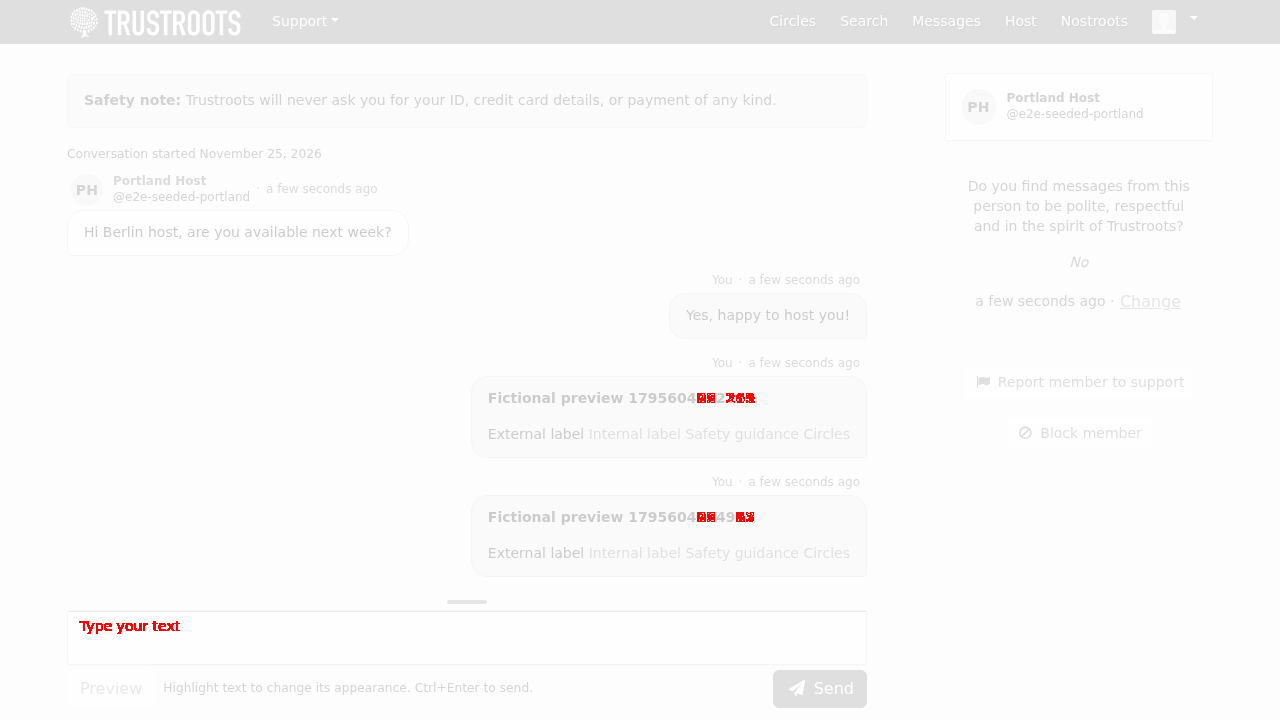 TRUSTROOTS Support Circles Search Messages Host Nostroots
Safety note: Trustroots will never ask you for your ID, credit card details, or payment of any kind.
Conversation started November 25, 2026
PH Portland Host
@e2e-seeded-portland · a few seconds ago
Hi Berlin host, are you available next week?
You · a few seconds ago
Yes, happy to host you!
You · a few seconds ago
Fictional preview
External label Internal label Safety guidance Circles
You · a few seconds ago
Fictional preview
External label Internal label Safety guidance Circles
Type your text
Preview Highlight text to change its appearance. Ctrl+Enter to send. Send
PH Portland Host
@e2e-seeded-portland
Do you find messages from this
person to be polite, respectful
and in the spirit of Trustroots?
No
a few seconds ago · Change
Report member to support
Block member